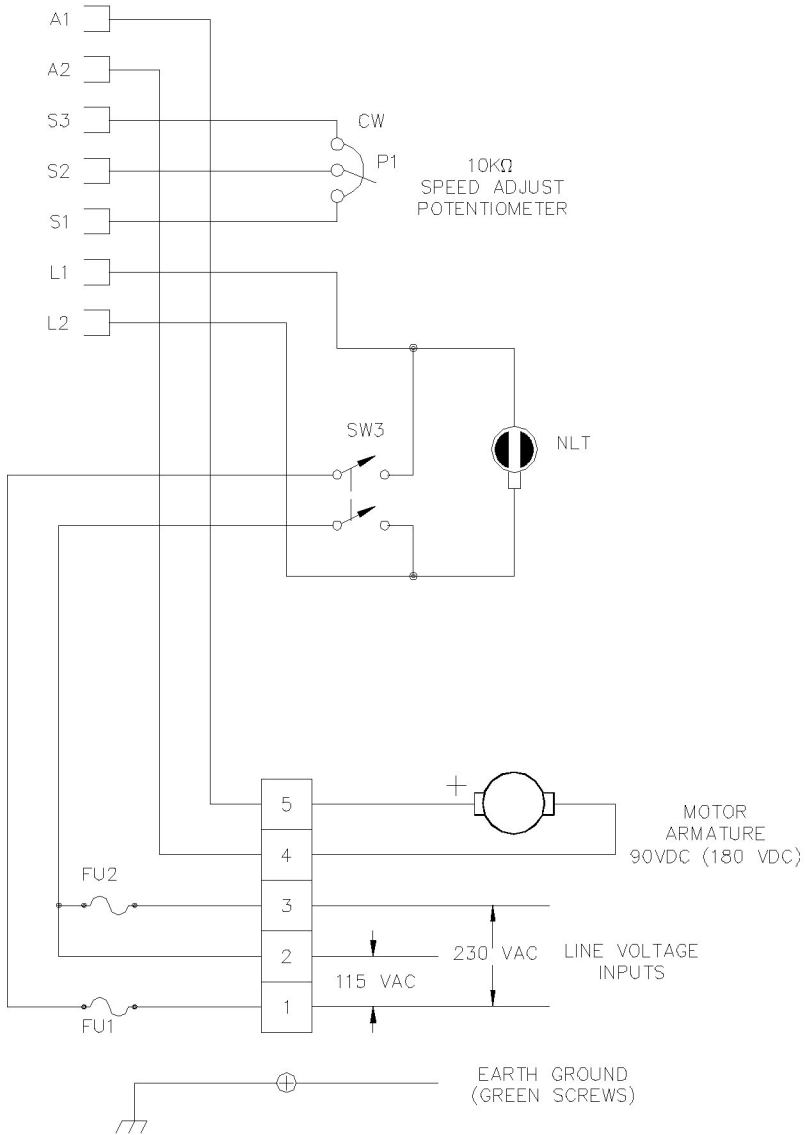 A1
A2
S3
CW
S2
P1
10KΩ
SPEED ADJUST
POTENTIOMETER
S1
L1
L2
SW3
NLT
+
5
MOTOR
ARMATURE
90VDC (180 VDC)
4
FU2
3
2
230 VAC
LINE VOLTAGE
INPUTS
115 VAC
1
FU1
EARTH GROUND
(GREEN SCREWS)